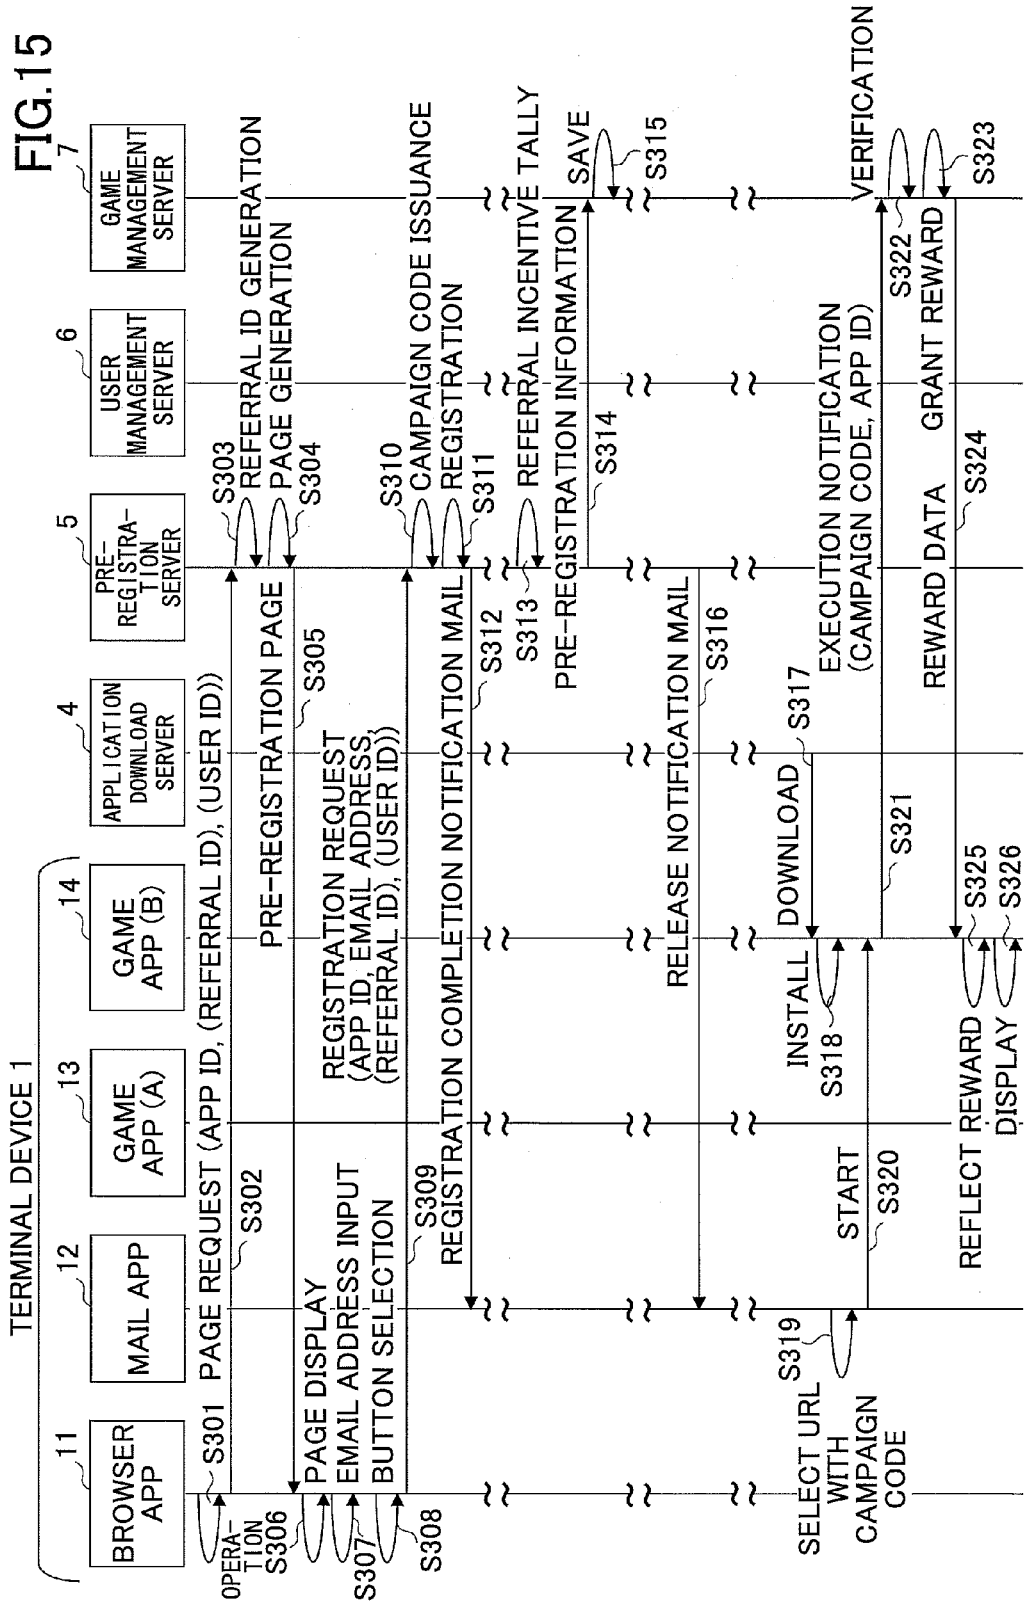 FIG.15
TERMINAL DEVICE 1
11
BROWSER
APP
12
MAIL APP
13
GAME
APP (A)
14
GAME
APP (B)
4
APPLICATION
DOWNLOAD
SERVER
5
PRE-
REGISTRA-
TION
SERVER
6
USER
MANAGEMENT
SERVER
7
GAME
MANAGEMENT
SERVER
S301
OPERA-
TION
PAGE REQUEST (APP ID, (REFERRAL ID), (USER ID))
S302
S303
REFERRAL ID GENERATION
PAGE GENERATION
S304
PRE-REGISTRATION PAGE
S305
S306
PAGE DISPLAY
EMAIL ADDRESS INPUT
S307
BUTTON SELECTION
S308
REGISTRATION REQUEST
(APP ID, EMAIL ADDRESS,
(REFERRAL ID), (USER ID))
S309
S310
CAMPAIGN CODE ISSUANCE
REGISTRATION
S311
REGISTRATION COMPLETION NOTIFICATION MAIL
S312
REFERRAL INCENTIVE TALLY
S313
PRE-REGISTRATION INFORMATION
S314
SAVE
S315
RELEASE NOTIFICATION MAIL
S316
DOWNLOAD
S317
INSTALL
S318
SELECT URL
WITH
CAMPAIGN
CODE
S319
START
S320
EXECUTION NOTIFICATION
(CAMPAIGN CODE, APP ID)
S321
VERIFICATION
S322
GRANT REWARD
S323
REWARD DATA
S324
REFLECT REWARD
S325
DISPLAY
S326